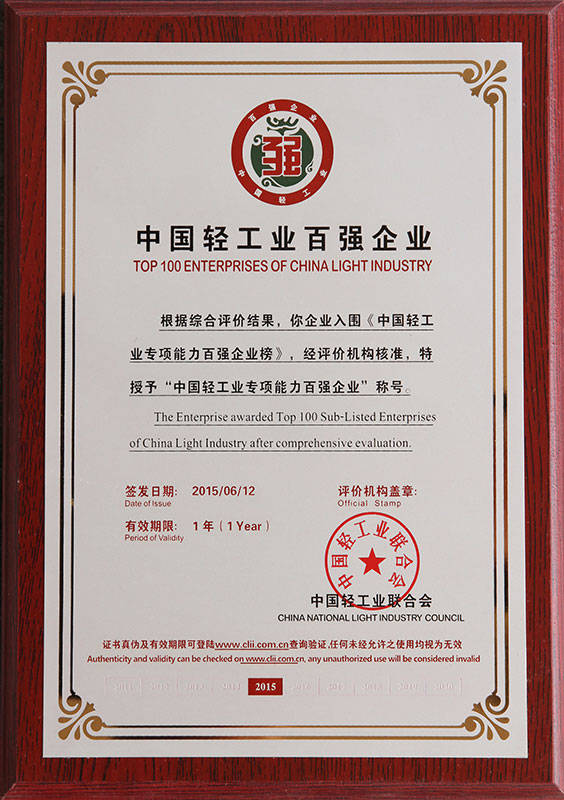 百强企业
强
中国轻工业
中国轻工业百强企业
TOP 100 ENTERPRISES OF CHINA LIGHT INDUSTRY
根据综合评价结果，你企业入围《中国轻工
业专项能力百强企业榜》，经评价机构核准，特
授予“中国轻工业专项能力百强企业”称号。
The Enterprise awarded Top 100 Sub-Listed Enterprises
of China Light Industry after comprehensive evaluation.
签发日期: 2015/06/12
Date of Issue
评价机构盖章:
Official Stamp
有效期限: 1 年 ( 1 Year )
Period of Validity
中国轻工业联合会
中国轻工业联合会
CHINA NATIONAL LIGHT INDUSTRY COUNCIL
证书真伪及有效期限可登陆www.clii.com.cn查询验证,任何未经允许之使用均视为无效
Authenticity and validity can be checked on www.clii.com.cn, any unauthorized use will be considered invalid
2015